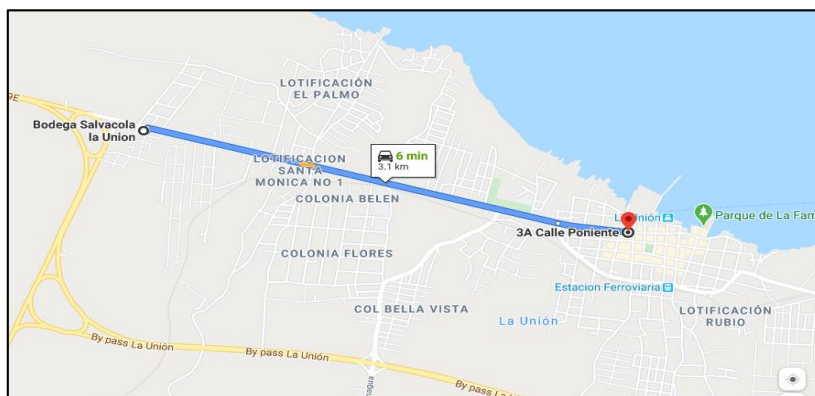 LOTIFICACIÓN
EL PALMO
Bodega Salvacola
la Union
6 min
3.1 km
LOTIFICACION
SANTA
MONICA NO 1
COLONIA BELEN
COLONIA FLORES
La Unión
Parque de La Fam
3A Calle Poniente
Estacion Ferroviaria
COL BELLA VISTA
La Unión
LOTIFICACIÓN
RUBIO
By pass La Unión
By pass La Unión
By pass La Unión